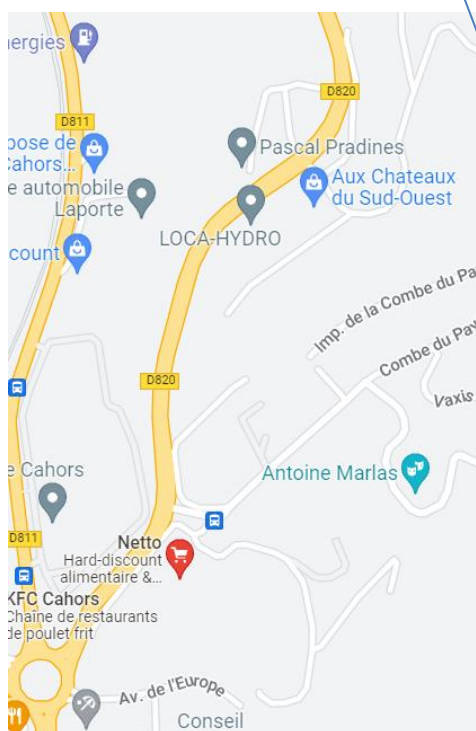 nergies
D820
D811
pose de
Cahors...
Pascal Pradines
e automobile
Laporte
Aux Chateaux
du Sud-Ouest
LOCA-HYDRO
count
Imp. de la Combe du Pa
Combe du Pay
D820
Vaxis
Antoine Marlas
e Cahors
D811
Netto
Hard-discount
alimentaire &...
KFC Cahors
Chaîne de restaurants
de poulet frit
Av. de l'Europe
Conseil